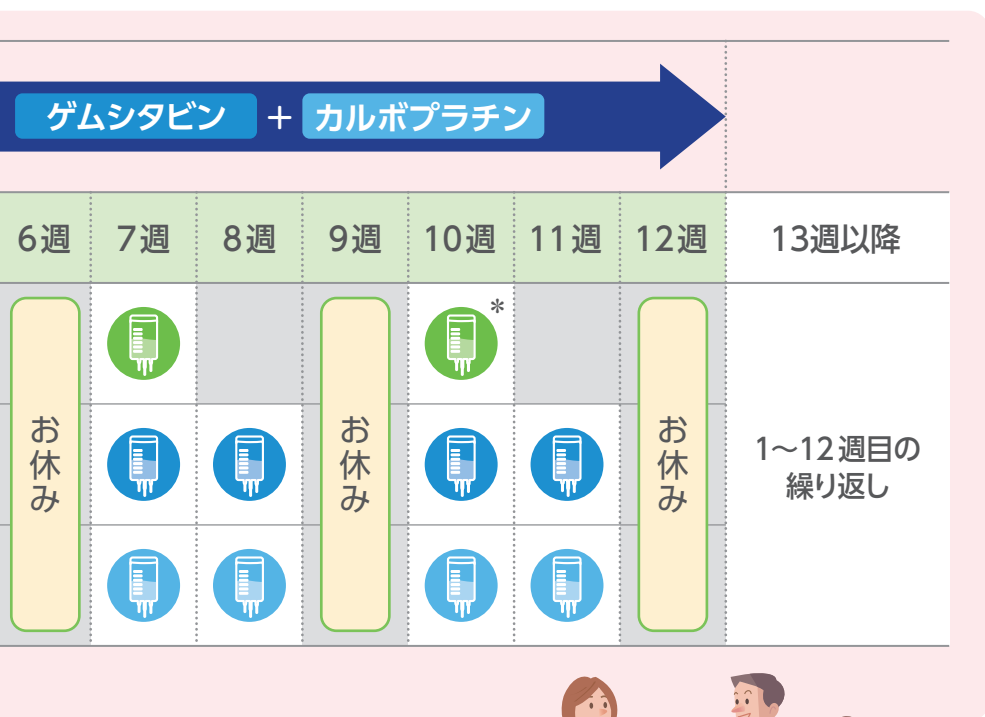 ゲムシタビン + カルボプラチン
6週 7週 8週 9週 10週 11週 12週 13週以降
*
お休み
お休み
お休み
1〜12週目の
繰り返し